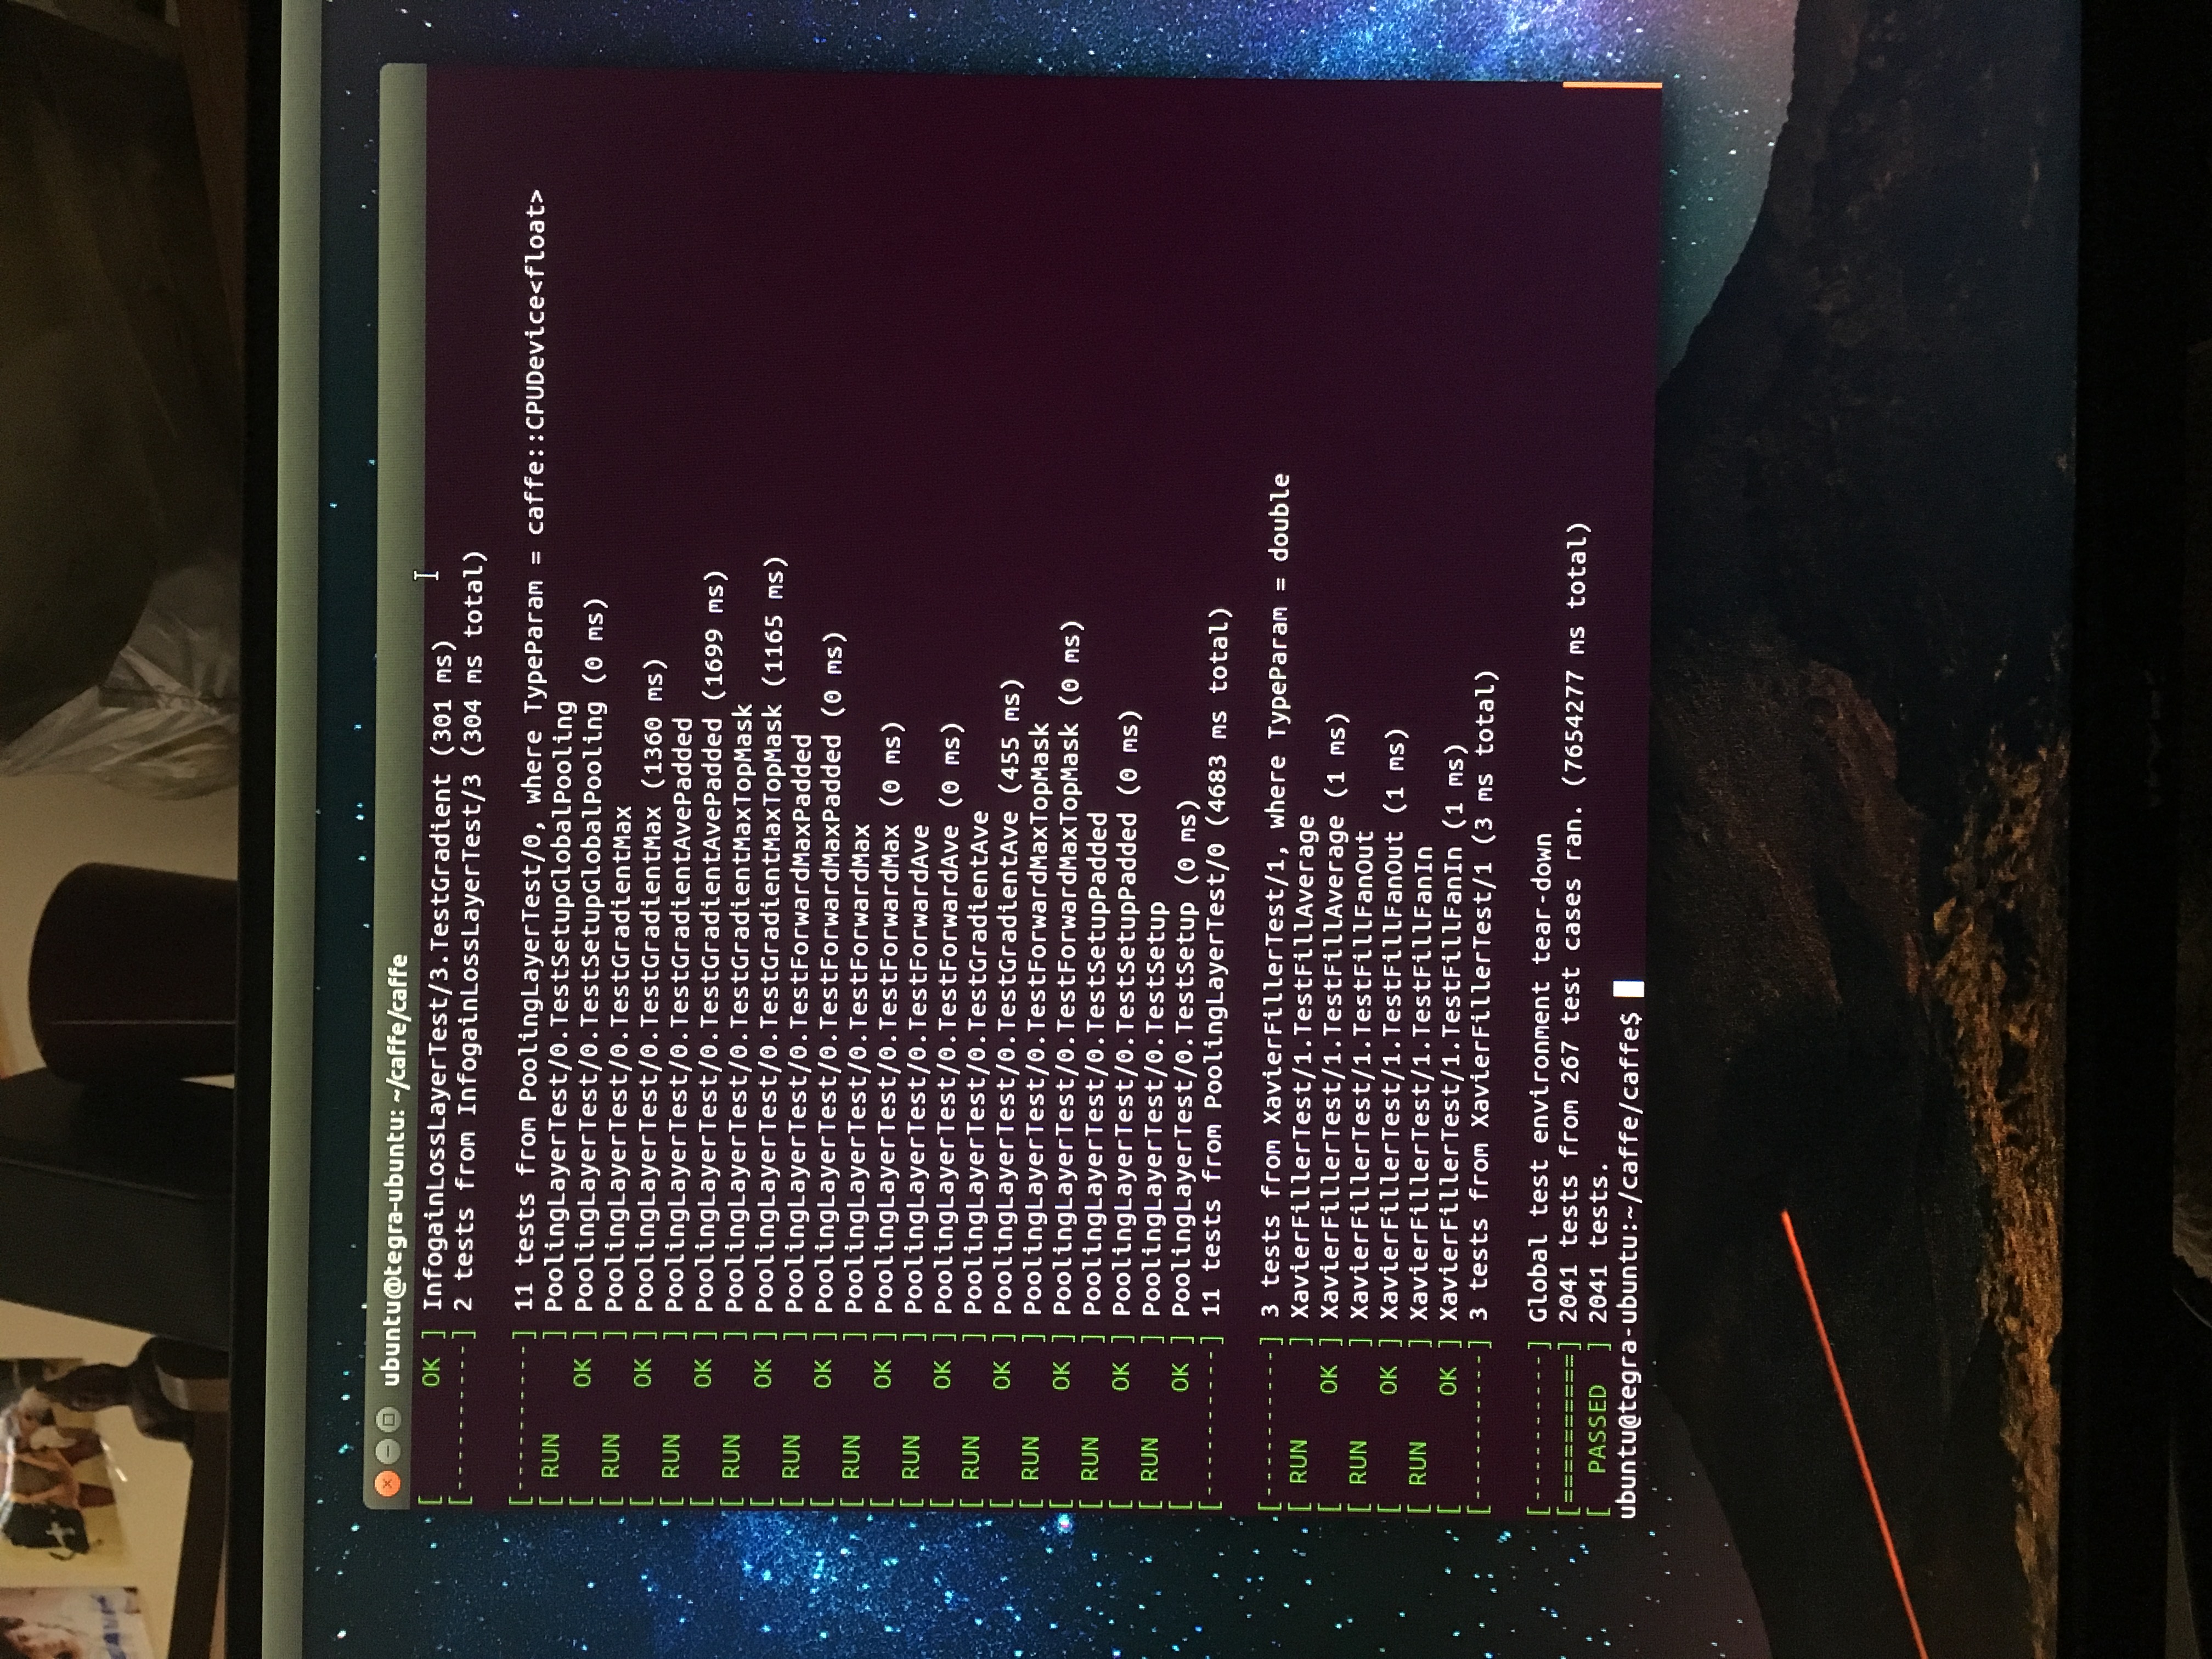 ubuntu@tegra-ubuntu: ~/caffe/caffe
[       OK ] InfogainLossLayerTest/3.TestGradient (301 ms)
[----------] 2 tests from InfogainLossLayerTest/3 (304 ms total)
[----------] 11 tests from PoolingLayerTest/0, where TypeParam = caffe::CPUDevice<float>
[ RUN      ] PoolingLayerTest/0.TestSetupGlobalPooling
[       OK ] PoolingLayerTest/0.TestSetupGlobalPooling (0 ms)
[ RUN      ] PoolingLayerTest/0.TestGradientMax
[       OK ] PoolingLayerTest/0.TestGradientMax (1360 ms)
[ RUN      ] PoolingLayerTest/0.TestGradientAvePadded
[       OK ] PoolingLayerTest/0.TestGradientAvePadded (1699 ms)
[ RUN      ] PoolingLayerTest/0.TestGradientMaxTopMask
[       OK ] PoolingLayerTest/0.TestGradientMaxTopMask (1165 ms)
[ RUN      ] PoolingLayerTest/0.TestForwardMaxPadded
[       OK ] PoolingLayerTest/0.TestForwardMaxPadded (0 ms)
[ RUN      ] PoolingLayerTest/0.TestForwardMax
[       OK ] PoolingLayerTest/0.TestForwardMax (0 ms)
[ RUN      ] PoolingLayerTest/0.TestForwardAve
[       OK ] PoolingLayerTest/0.TestForwardAve (0 ms)
[ RUN      ] PoolingLayerTest/0.TestGradientAve
[       OK ] PoolingLayerTest/0.TestGradientAve (455 ms)
[ RUN      ] PoolingLayerTest/0.TestForwardMaxTopMask
[       OK ] PoolingLayerTest/0.TestForwardMaxTopMask (0 ms)
[ RUN      ] PoolingLayerTest/0.TestSetupPadded
[       OK ] PoolingLayerTest/0.TestSetupPadded (0 ms)
[ RUN      ] PoolingLayerTest/0.TestSetup
[       OK ] PoolingLayerTest/0.TestSetup (0 ms)
[----------] 11 tests from PoolingLayerTest/0 (4683 ms total)
[----------] 3 tests from XavierFillerTest/1, where TypeParam = double
[ RUN      ] XavierFillerTest/1.TestFillAverage
[       OK ] XavierFillerTest/1.TestFillAverage (1 ms)
[ RUN      ] XavierFillerTest/1.TestFillFanOut
[       OK ] XavierFillerTest/1.TestFillFanOut (1 ms)
[ RUN      ] XavierFillerTest/1.TestFillFanIn
[       OK ] XavierFillerTest/1.TestFillFanIn (1 ms)
[----------] 3 tests from XavierFillerTest/1 (3 ms total)
[----------] Global test environment tear-down
[==========] 2041 tests from 267 test cases ran. (7654277 ms total)
[  PASSED  ] 2041 tests.
ubuntu@tegra-ubuntu:~/caffe/caffe$